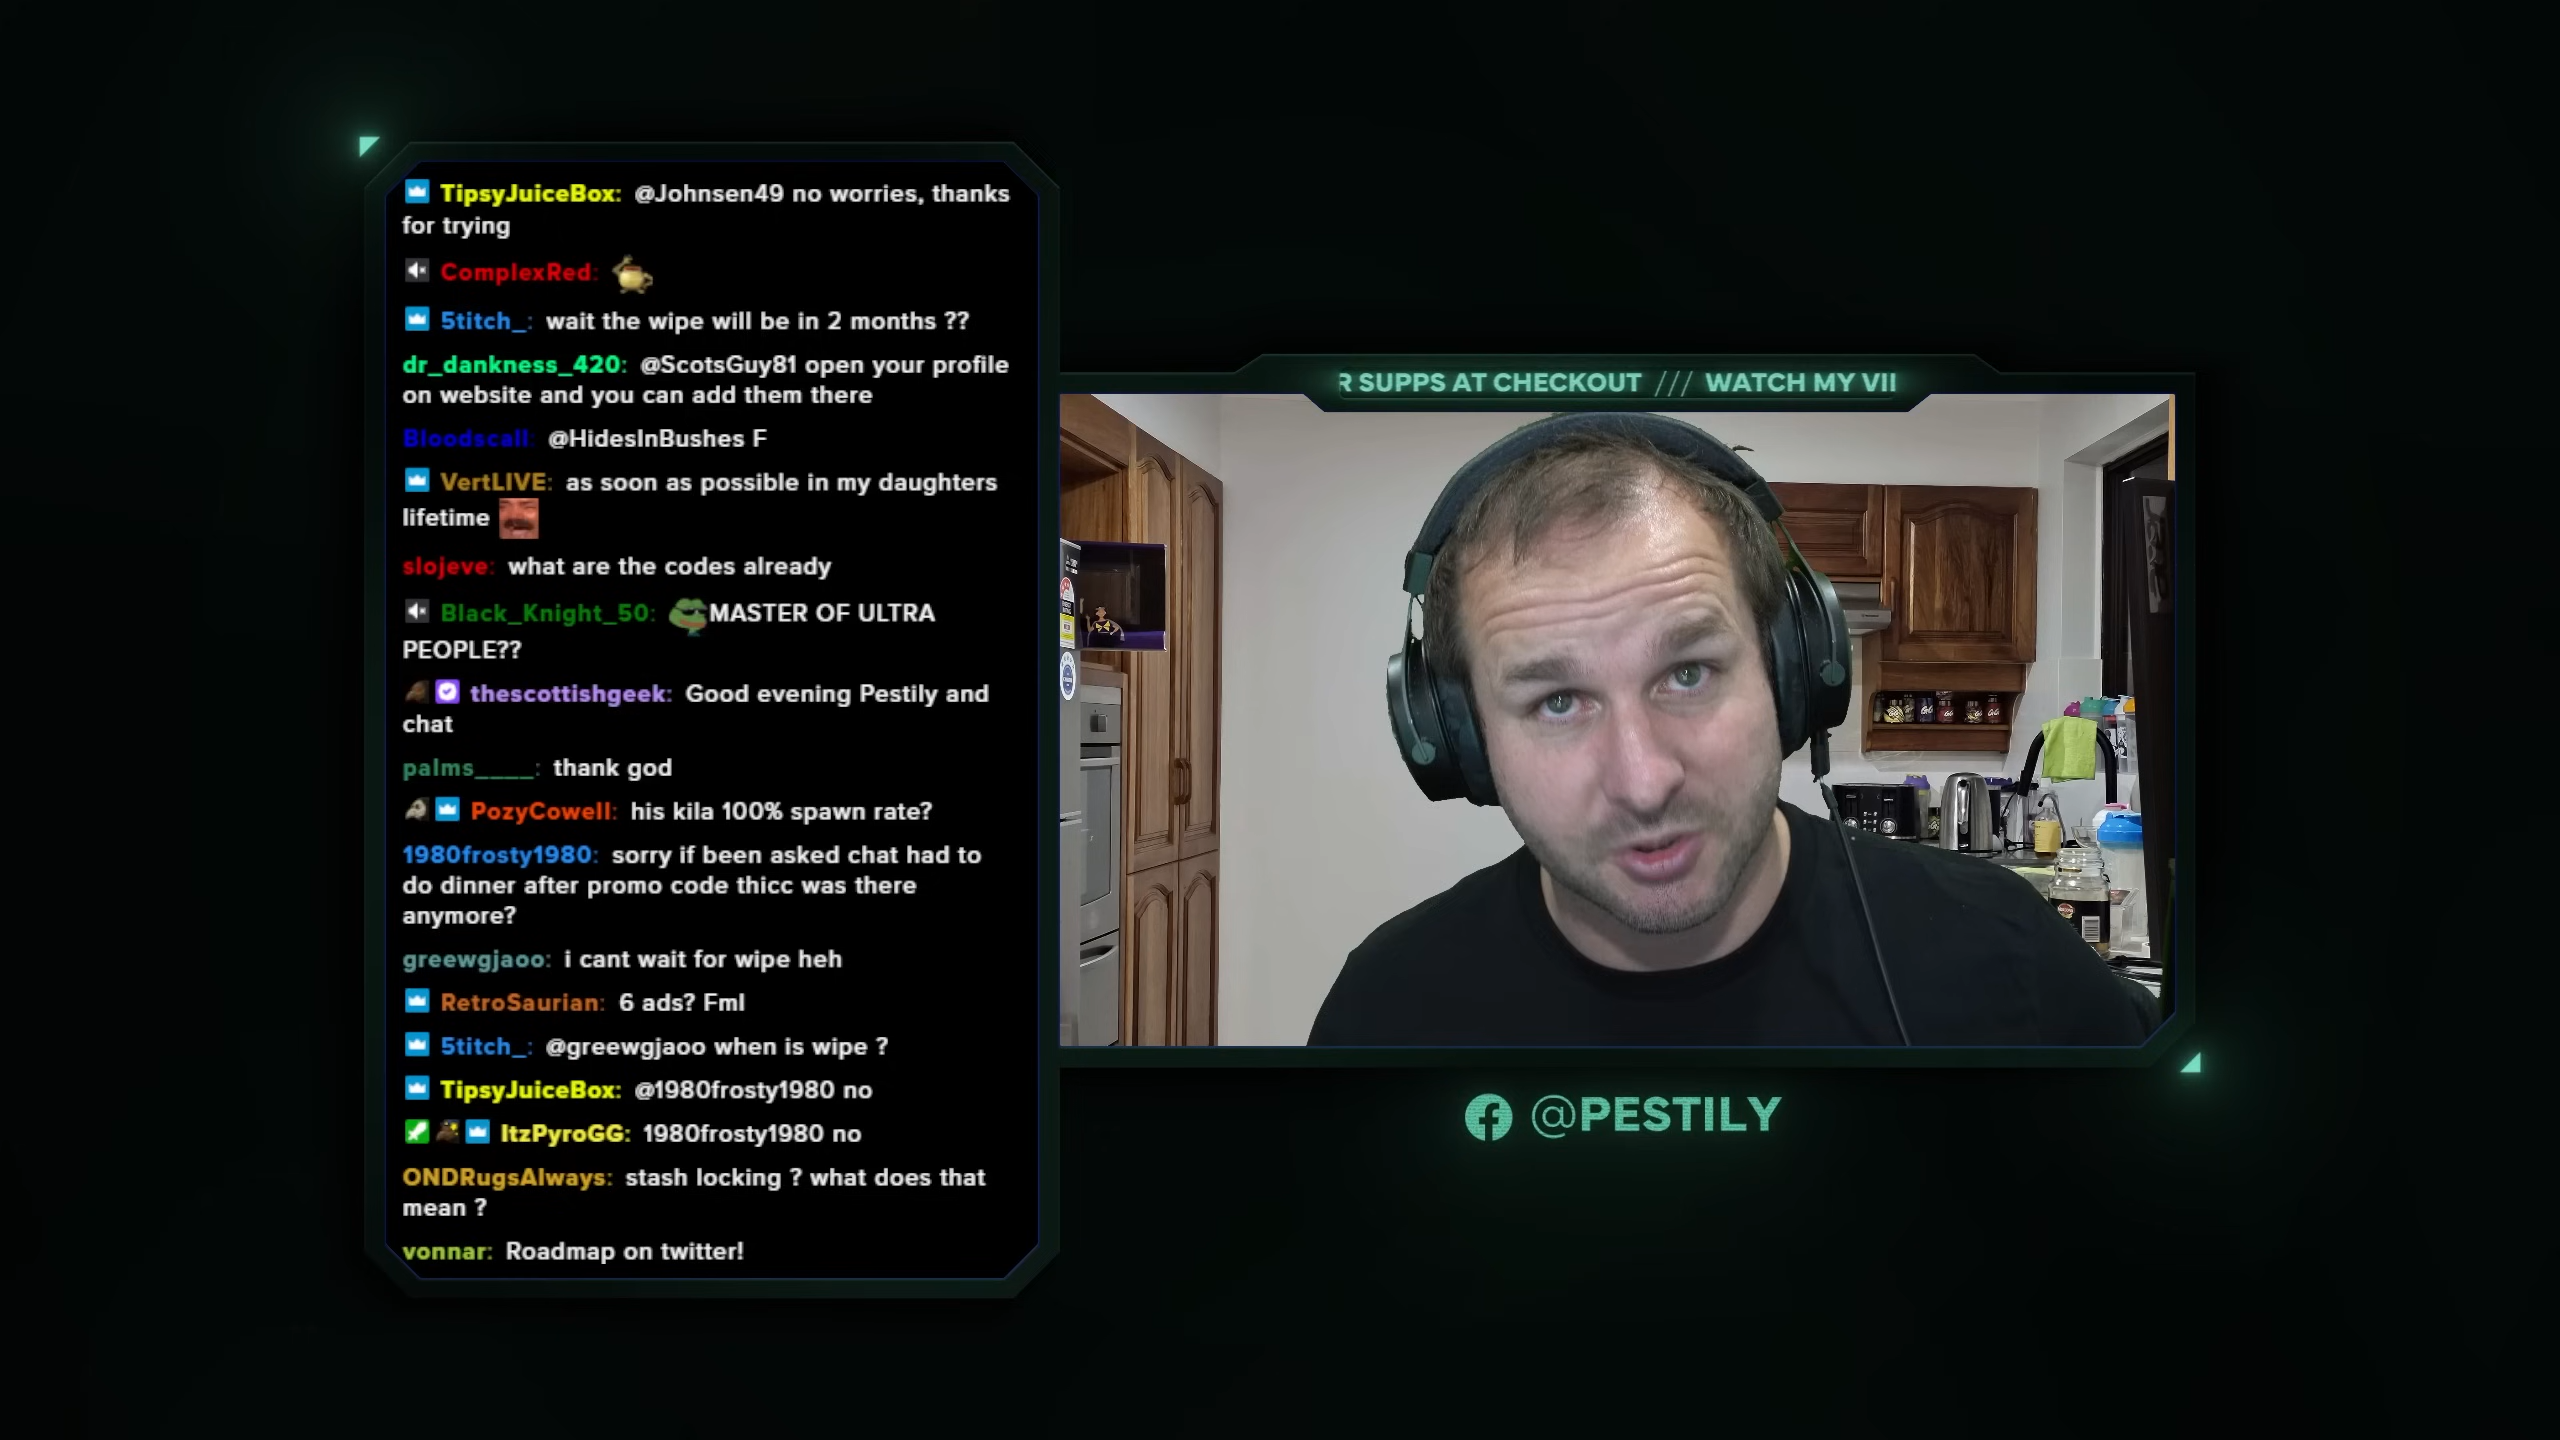 TipsyJuiceBox: @Johnsen49 no worries, thanks
for trying
ComplexRed:
5titch_: wait the wipe will be in 2 months ??
dr_dankness_420: @ScotsGuy81 open your profile
on website and you can add them there
Bloodscall: @HidesInBushes F
VertLIVE: as soon as possible in my daughters
lifetime
slojeve: what are the codes already
Black_Knight_50: MASTER OF ULTRA
PEOPLE??
thescottishgeek: Good evening Pestily and
chat
palms____: thank god
PozyCowell: his kila 100% spawn rate?
1980frosty1980: sorry if been asked chat had to
do dinner after promo code thicc was there
anymore?
greewgjaoo: i cant wait for wipe heh
RetroSaurian: 6 ads? Fml
5titch_: @greewgjaoo when is wipe ?
TipsyJuiceBox: @1980frosty1980 no
ItzPyroGG: 1980frosty1980 no
ONDRugsAlways: stash locking ? what does that
mean ?
vonnar: Roadmap on twitter!
R SUPPS AT CHECKOUT /// WATCH MY VII
@PESTILY